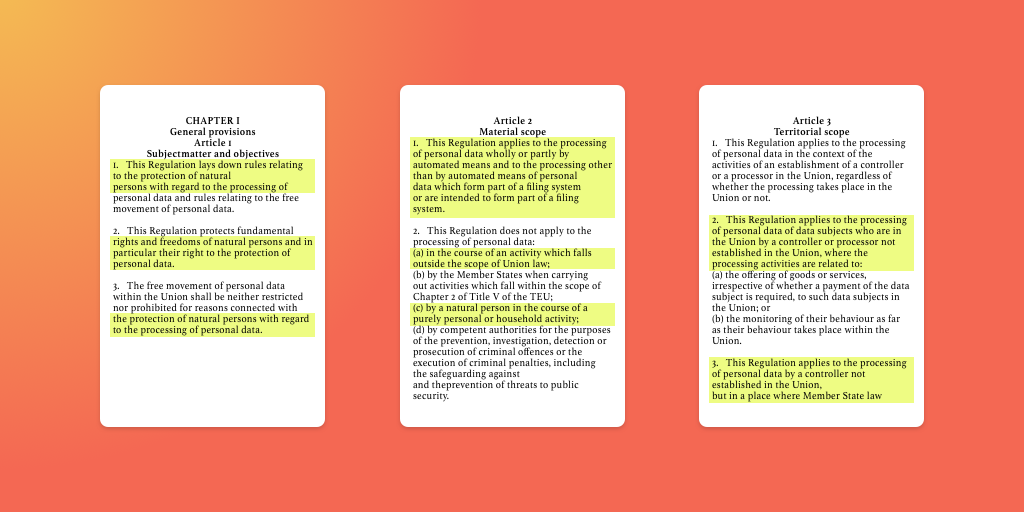 CHAPTER I
General provisions
Article 1
Subjectmatter and objectives
1. This Regulation lays down rules relating
to the protection of natural
persons with regard to the processing of
personal data and rules relating to the free
movement of personal data.
2. This Regulation protects fundamental
rights and freedoms of natural persons and in
particular their right to the protection of
personal data.
3. The free movement of personal data
within the Union shall be neither restricted
nor prohibited for reasons connected with
the protection of natural persons with regard
to the processing of personal data.
Article 2
Material scope
1. This Regulation applies to the processing
of personal data wholly or partly by
automated means and to the processing other
than by automated means of personal
data which form part of a filing system
or are intended to form part of a filing
system.
2. This Regulation does not apply to the
processing of personal data:
(a) in the course of an activity which falls
outside the scope of Union law;
(b) by the Member States when carrying
out activities which fall within the scope of
Chapter 2 of Title V of the TEU;
(c) by a natural person in the course of a
purely personal or household activity;
(d) by competent authorities for the purposes
of the prevention, investigation, detection or
prosecution of criminal offences or the
execution of criminal penalties, including
the safeguarding against
and theprevention of threats to public
security.
Article 3
Territorial scope
1. This Regulation applies to the processing
of personal data in the context of the
activities of an establishment of a controller
or a processor in the Union, regardless of
whether the processing takes place in the
Union or not.
2. This Regulation applies to the processing
of personal data of data subjects who are in
the Union by a controller or processor not
established in the Union, where the
processing activities are related to:
(a) the offering of goods or services,
irrespective of whether a payment of the data
subject is required, to such data subjects in
the Union; or
(b) the monitoring of their behaviour as far
as their behaviour takes place within the
Union.
3. This Regulation applies to the processing
of personal data by a controller not
established in the Union,
but in a place where Member State law